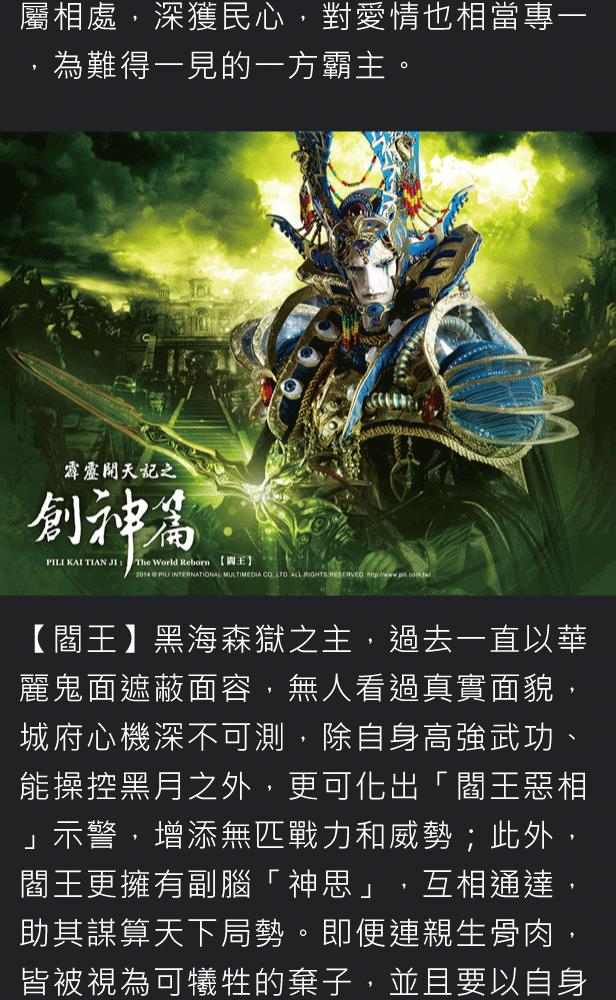 屬相處，深獲民心，對愛情也相當專一
，為難得一見的一方霸主。
霹靂開天記之
創神篇
PILI KAI TIAN JI : The World Reborn 【閻王】
2014 © PILI INTERNATIONAL MULTIMEDIA CO.,LTD. ALL RIGHTS RESERVED. http://www.pili.com.tw/
【閻王】黑海森獄之主，過去一直以華
麗鬼面遮蔽面容，無人看過真實面貌，
城府心機深不可測，除自身高強武功、
能操控黑月之外，更可化出「閻王惡相
」示警，增添無匹戰力和威勢；此外，
閻王更擁有副腦「神思」，互相通達，
助其謀算天下局勢。即便連親生骨肉，
皆被視為可犧牲的棄子，並且要以自身